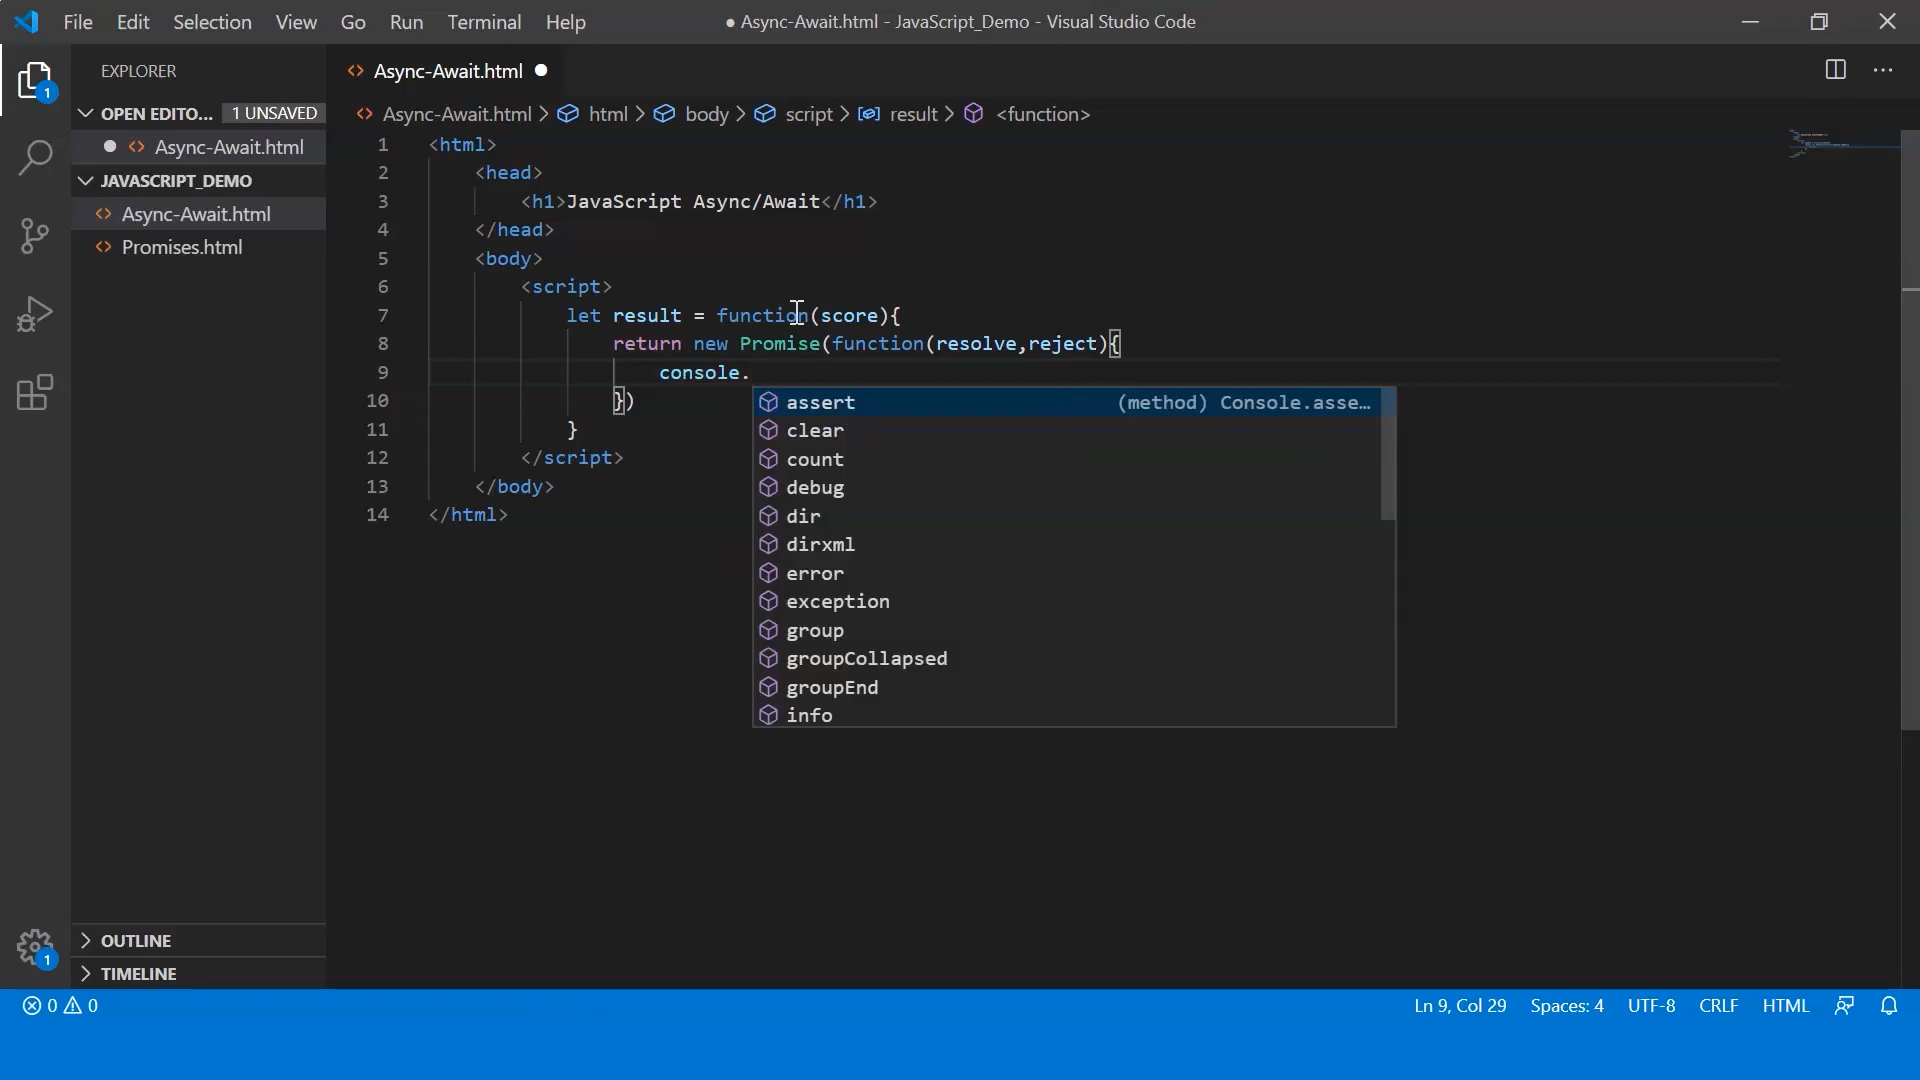 File Edit Selection View Go Run Terminal Help ● Async-Await.html - JavaScript_Demo - Visual Studio Code
EXPLORER
OPEN EDITO... 1 UNSAVED
Async-Await.html
JAVASCRIPT_DEMO
Async-Await.html
Promises.html
OUTLINE
TIMELINE
1
1
Async-Await.html
Async-Await.html > html > body > script > result > <function>
1 <html>
2 <head>
3 <h1>JavaScript Async/Await</h1>
4 </head>
5 <body>
6 <script>
7 let result = function(score){
8 return new Promise(function(resolve,reject){
9 console.
10 })
11 }
12 </script>
13 </body>
14 </html>
assert (method) Console.asse...
clear
count
debug
dir
dirxml
error
exception
group
groupCollapsed
groupEnd
info
0 0 Ln 9, Col 29 Spaces: 4 UTF-8 CRLF HTML